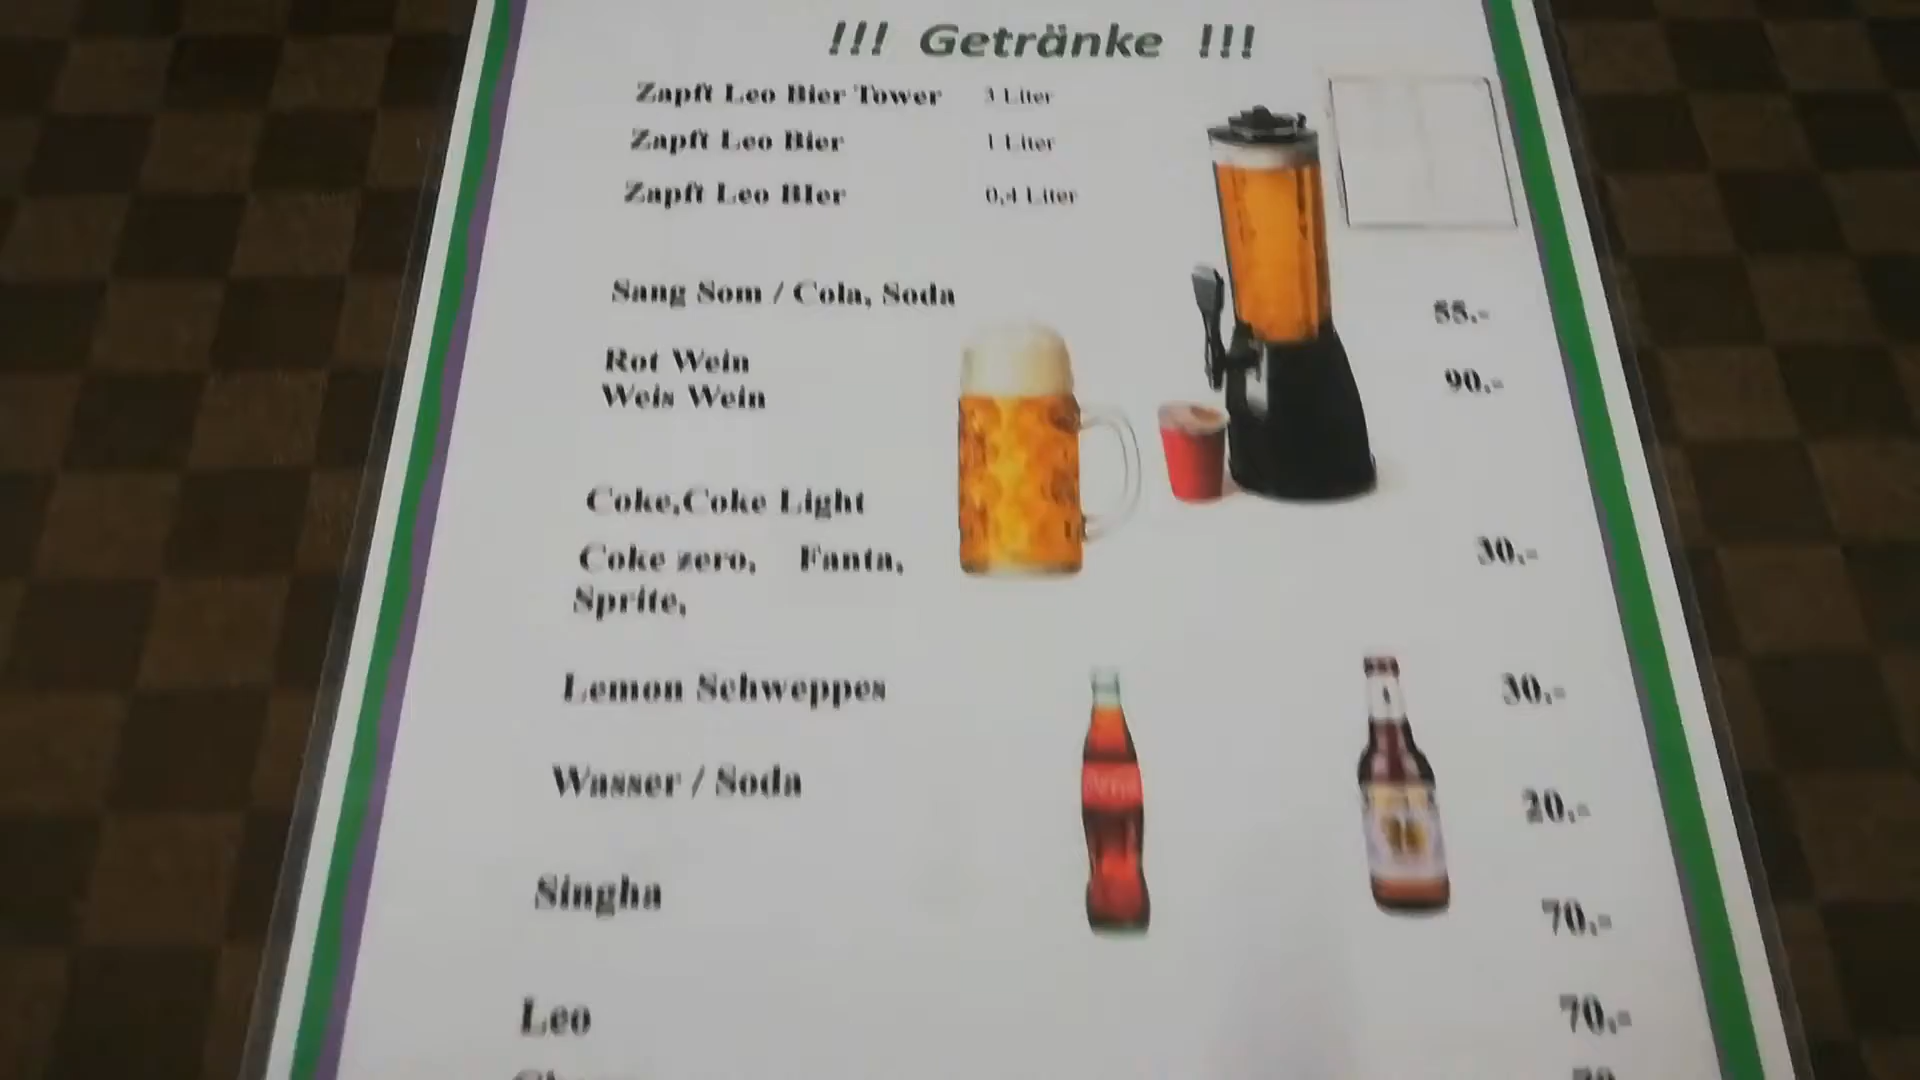 !!! Getränke !!!
Zapft Leo Bier Tower 3 Liter
Zapft Leo Bier 1 Liter
Zapft Leo BIer 0,4 Liter
Sang Som / Cola, Soda 55.-
Rot Wein 90.-
Weis Wein
Coke,Coke Light
Coke zero, Fanta, 30.-
Sprite,
Lemon Schweppes 30.-
Wasser / Soda 20.-
Singha 70.-
Leo 70.-